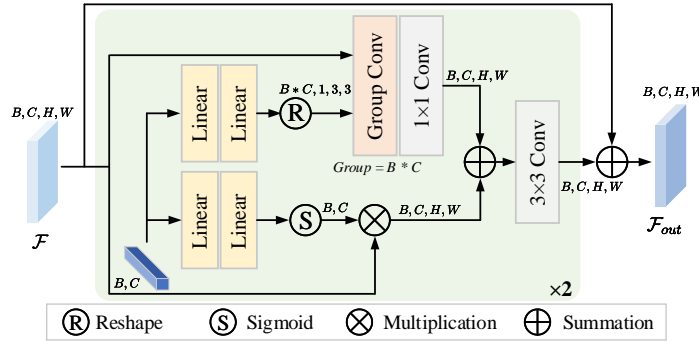 B, C, H, W
F
B, C
Linear
Linear
R
B * C, 1, 3, 3
Group Conv
1×1 Conv
Group = B * C
B, C, H, W
Linear
Linear
S
B, C
B, C, H, W
3×3 Conv
B, C, H, W
B, C, H, W
F_out
×2
R Reshape
S Sigmoid
Multiplication
Summation